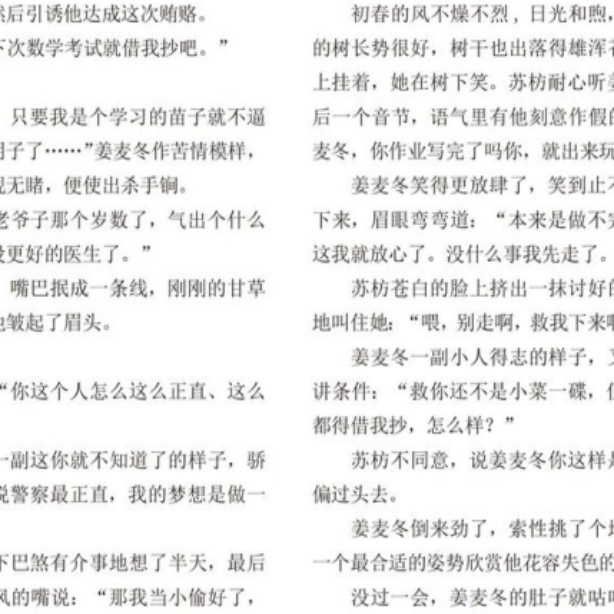 然后引诱他达成这次贿赂。
下次数学考试就借我抄吧。”
只要我是个学习的苗子就不逼
子了……”姜麦冬作苦情模样，
视无睹，便使出杀手锏。
老爷子那个岁数了，气出个什么
没更好的医生了。”
嘴巴抿成一条线，刚刚的甘草
他皱起了眉头。
“你这个人怎么这么正直、这么
一副这你就不知道了的样子，骄
说警察最正直，我的梦想是做一
下巴煞有介事地想了半天，最后
风的嘴说：“那我当小偷好了，
初春的风不燥不烈，日光和煦，
的树长势很好，树干也出落得雄浑
上挂着，她在树下笑。苏枋耐心听
后一个音节，语气里有他刻意作假的
麦冬，你作业写完了吗你，就出来玩
姜麦冬笑得更放肆了，笑到止不
下来，眉眼弯弯道：“本来是做不
这我就放心了。没什么事我先走了。
苏枋苍白的脸上挤出一抹讨好的
地叫住她：“喂，别走啊，救我下来
姜麦冬一副小人得志的样子，
讲条件：“救你还不是小菜一碟，
都得借我抄，怎么样？”
苏枋不同意，说姜麦冬你这样
偏过头去。
姜麦冬倒来劲了，索性挑了个
一个最合适的姿势欣赏他花容失色的
没过一会，姜麦冬的肚子就咕